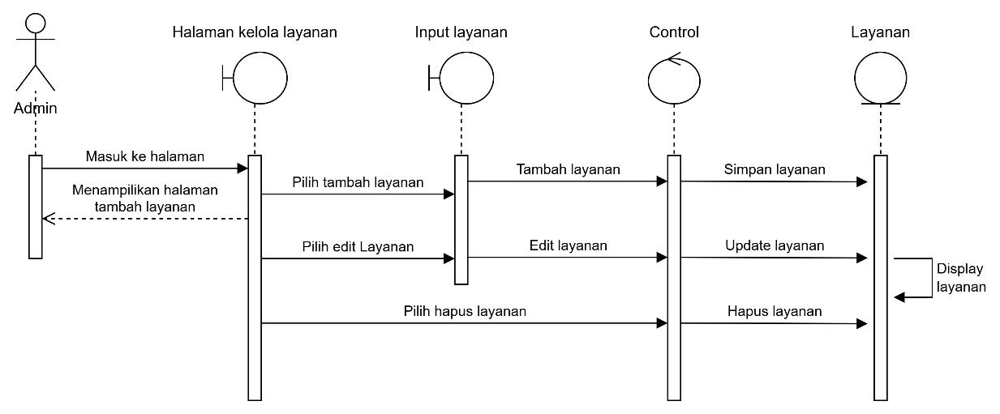 Halaman kelola layanan
Input layanan
Control
Layanan
Admin
Masuk ke halaman
Menampilikan halaman
tambah layanan
Pilih tambah layanan
Tambah layanan
Simpan layanan
Pilih edit Layanan
Edit layanan
Update layanan
Display
layanan
Pilih hapus layanan
Hapus layanan